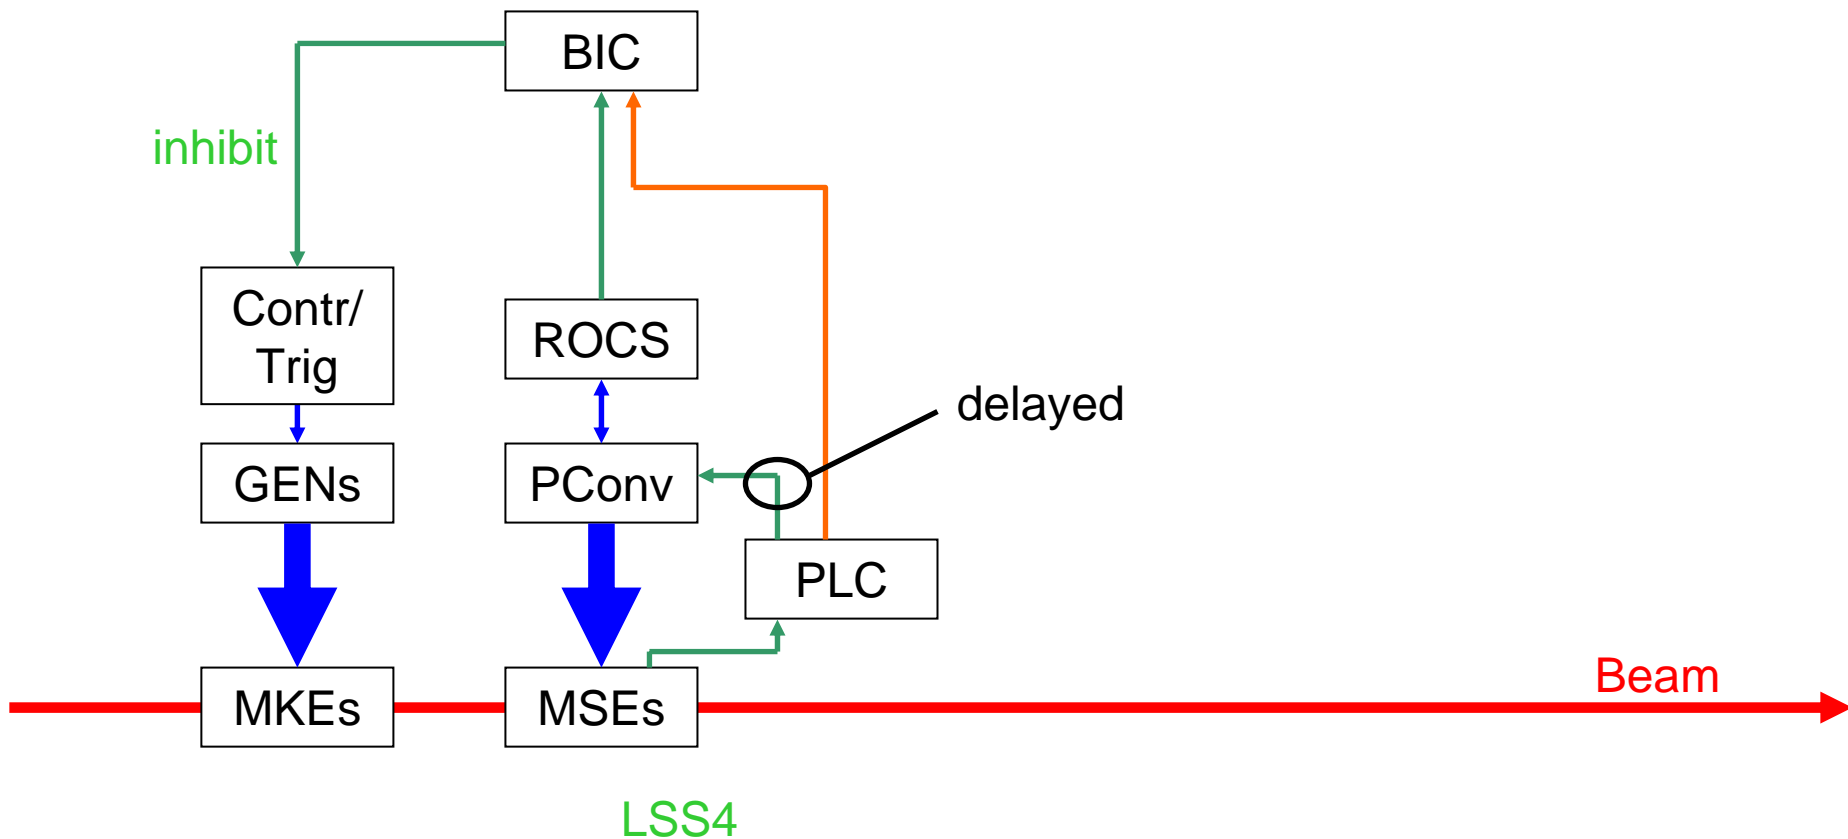 BIC
inhibit
Contr/
Trig
ROCS
delayed
GENs
PConv
PLC
Beam
MKEs
MSEs
LSS4